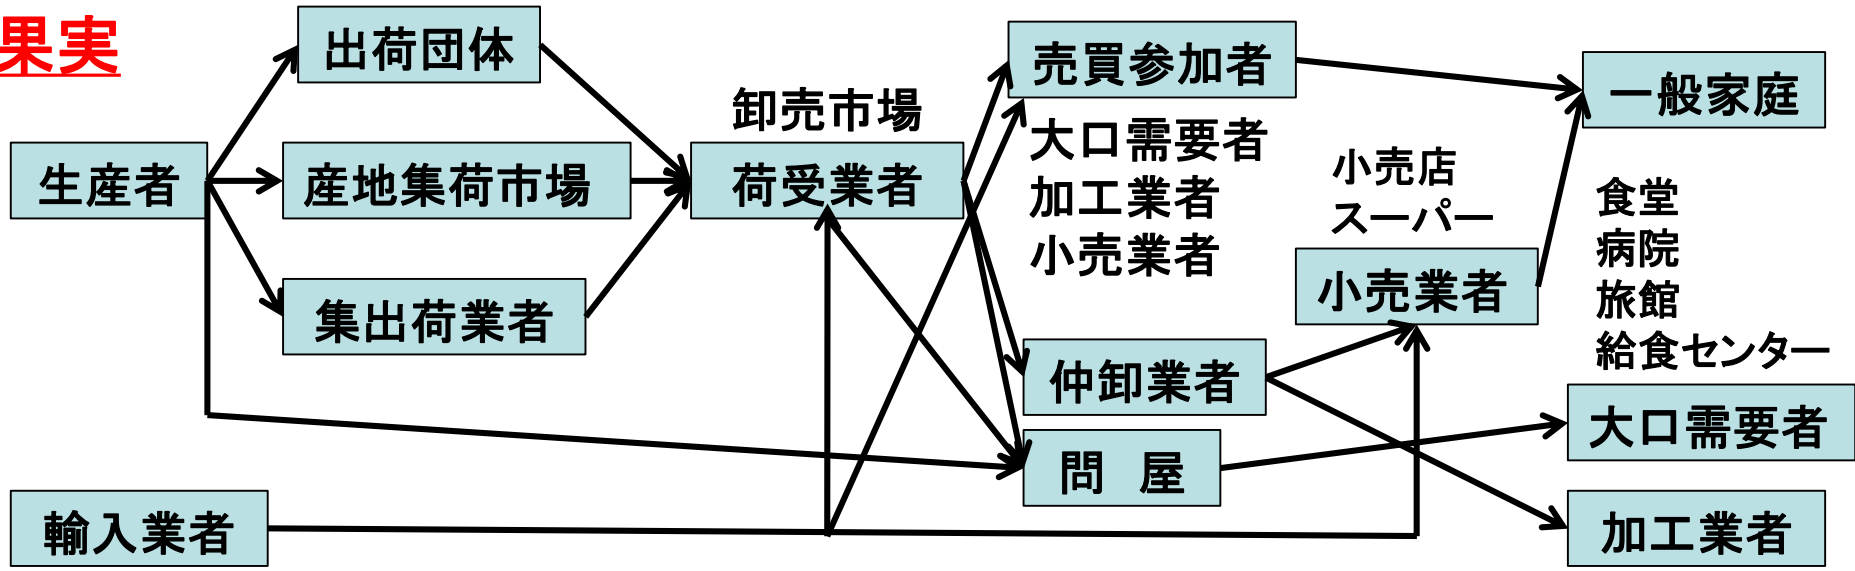 果実
出荷団体
生産者
産地集荷市場
集出荷業者
輸入業者
卸売市場
荷受業者
売買参加者
大口需要者
加工業者
小売業者
仲卸業者
問 屋
小売店
スーパー
小売業者
一般家庭
食堂
病院
旅館
給食センター
大口需要者
加工業者